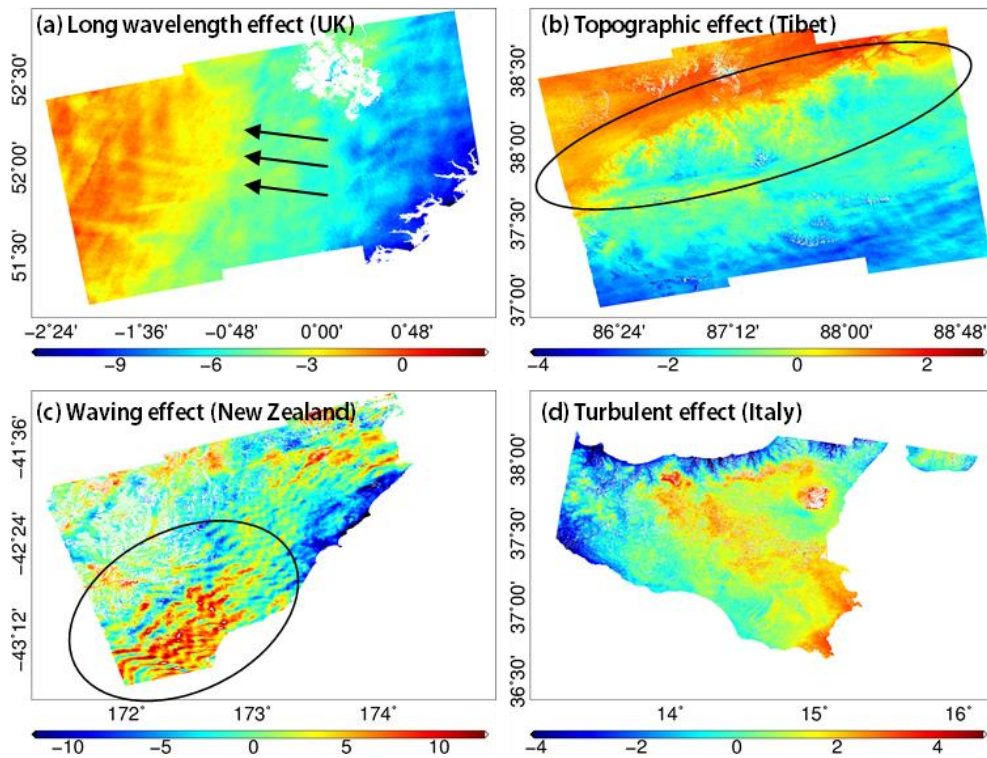 (a) Long wavelength effect (UK)
52˚30'
52˚00'
51˚30'
−2˚24' −1˚36' −0˚48' 0˚00' 0˚48'
−9 −6 −3 0
(b) Topographic effect (Tibet)
38˚30'
38˚00'
37˚30'
37˚00'
86˚24' 87˚12' 88˚00' 88˚48'
−4 −2 0 2
(c) Waving effect (New Zealand)
−41˚36'
−42˚24'
−43˚12'
172 173 174
−10 −5 0 5 10
(d) Turbulent effect (Italy)
38˚00'
37˚30'
37˚00'
36˚30'
14˚ 15˚ 16˚
−4 −2 0 2 4